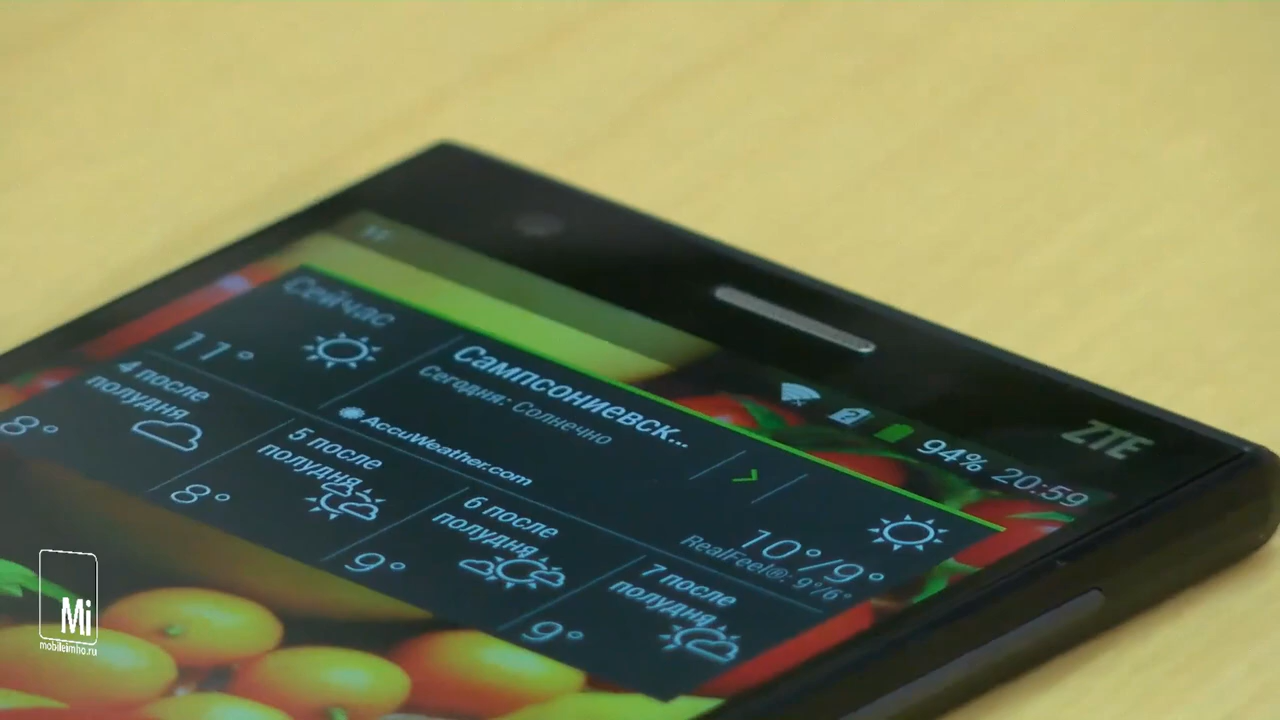 ZTE
94% 20:59
Сейчас
11°
Сампсониевск...
Сегодня: Солнечно
AccuWeather.com
10°/9°
RealFeel®: 9°/6°
4 после
полудня
8°
5 после
полудня
8°
6 после
полудня
9°
7 после
полудня
9°
Mi
mobileimho.ru